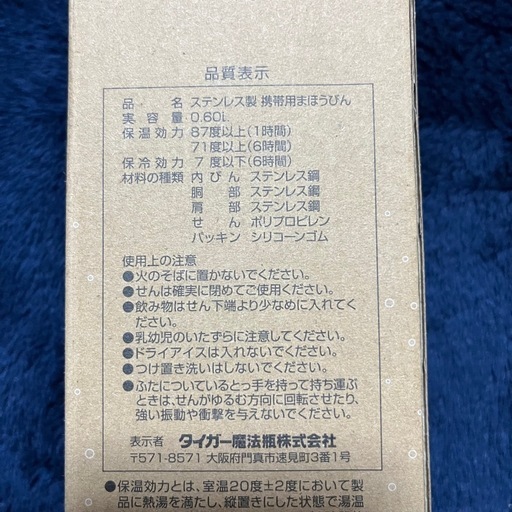 品質表示
品名 ステンレス製 携帯用まほうびん
実容量 0.60L
保温効力 87度以上(1時間)
71度以上(6時間)
保冷効力 7度以下(6時間)
材料の種類 内びん ステンレス鋼
胴部 ステンレス鋼
肩部 ステンレス鋼
せん ポリプロピレン
パッキン シリコーンゴム
使用上の注意
●火のそばに置かないでください。
●せんは確実に閉めてご使用ください。
●飲み物はせん下端より少なめに入れてく
ださい。
●乳幼児のいたずらに注意してください。
●ドライアイスは入れないでください。
●つけ置き洗いはしないでください。
●ふたについているとっ手を持って持ち運ぶ
ときは、せんがゆるむ方向に回転させたり、
強い振動や衝撃を与えないでください。
表示者 タイガー魔法瓶株式会社
〒571-8571 大阪府門真市速見町3番1号
●保温効力とは、室温20度±2度において製
品に熱湯を満たし、縦置きにした状態で湯温